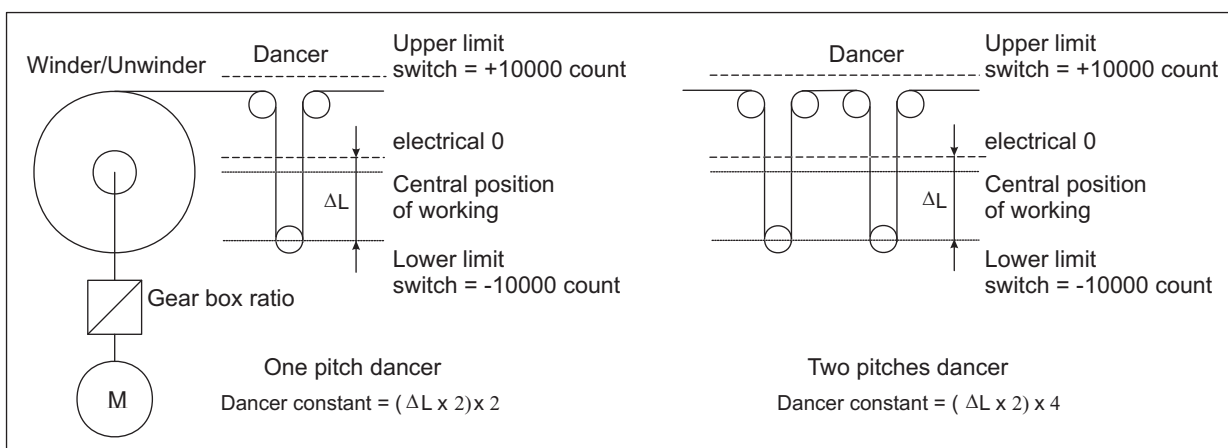 Winder/Unwinder
Dancer
Upper limit
switch = +10000 count
electrical 0
Central position
of working
ΔL
Lower limit
switch = -10000 count
Gear box ratio
M
One pitch dancer
Dancer constant = (ΔL x 2) x 2
Dancer
Upper limit
switch = +10000 count
electrical 0
Central position
of working
ΔL
Lower limit
switch = -10000 count
Two pitches dancer
Dancer constant = (ΔL x 2) x 4